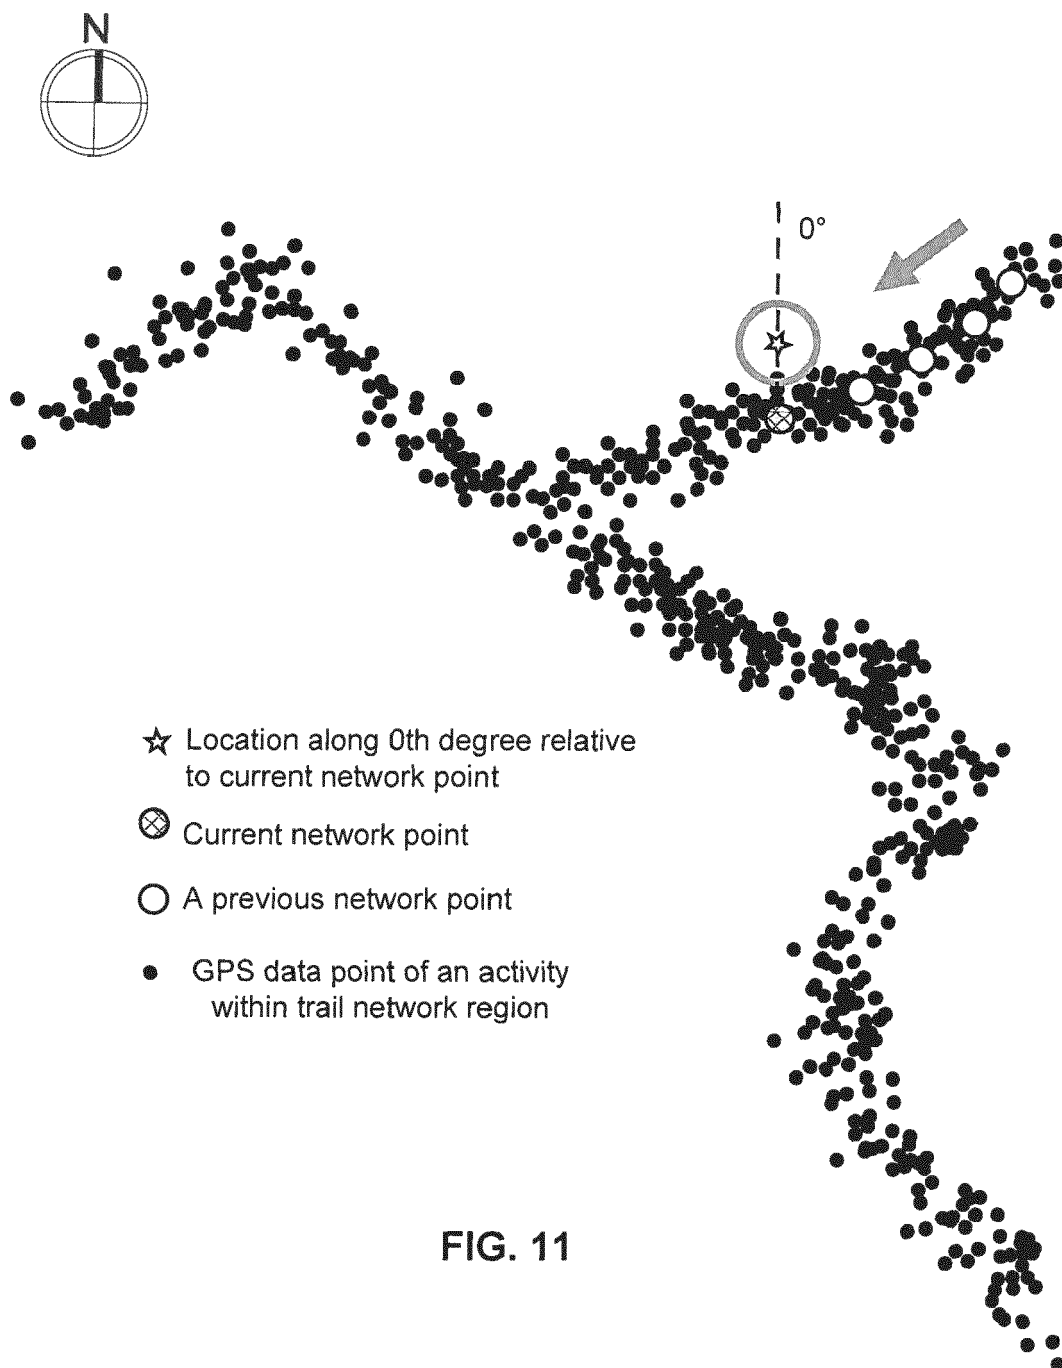 N
0°
Location along 0th degree relative
to current network point
Current network point
A previous network point
GPS data point of an activity
within trail network region
FIG. 11